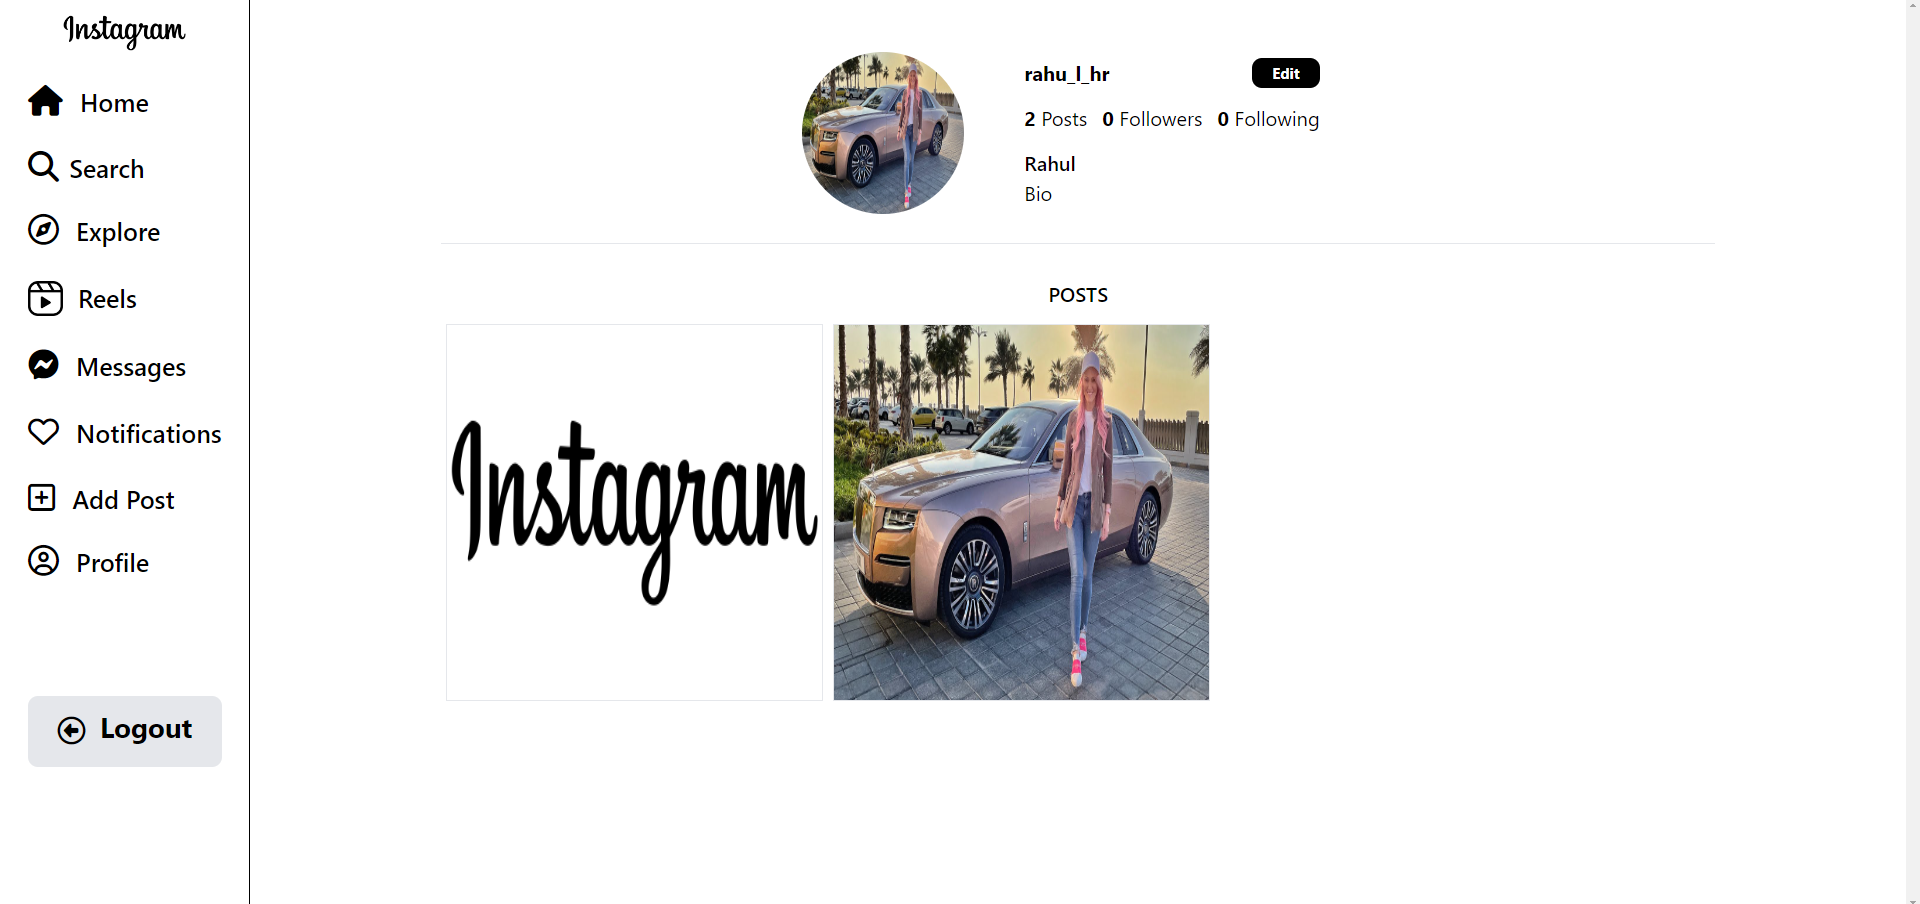 Instagram
Home
Search
Explore
Reels
Messages
Notifications
Add Post
Profile
Logout
rahu_l_hr
Edit
2 Posts 0 Followers 0 Following
Rahul
Bio
POSTS
Instagram